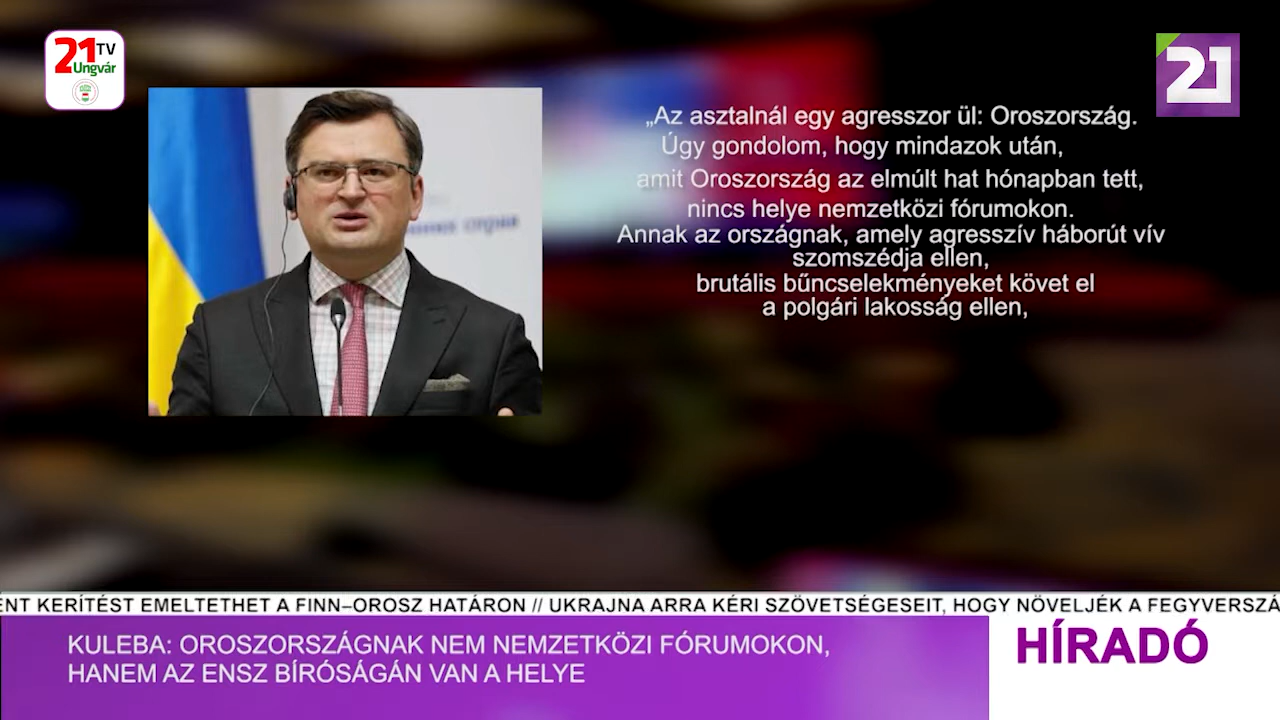 21TV
Ungvár
21
„Az asztalnál egy agresszor ül: Oroszország.
Úgy gondolom, hogy mindazok után,
amit Oroszország az elmúlt hat hónapban tett,
nincs helye nemzetközi fórumokon.
Annak az országnak, amely agresszív háborút vív
szomszédja ellen,
brutális bűncselekményeket követ el
a polgári lakosság ellen,
ENT KERÍTÉST EMELTETHET A FINN–OROSZ HATÁRON // UKRAJNA ARRA KÉRI SZÖVETSÉGESEIT, HOGY NÖVELJÉK A FEGYVERSZÁ
KULEBA: OROSZORSZÁGNAK NEM NEMZETKÖZI FÓRUMOKON,
HANEM AZ ENSZ BÍRÓSÁGÁN VAN A HELYE
HÍRADÓ